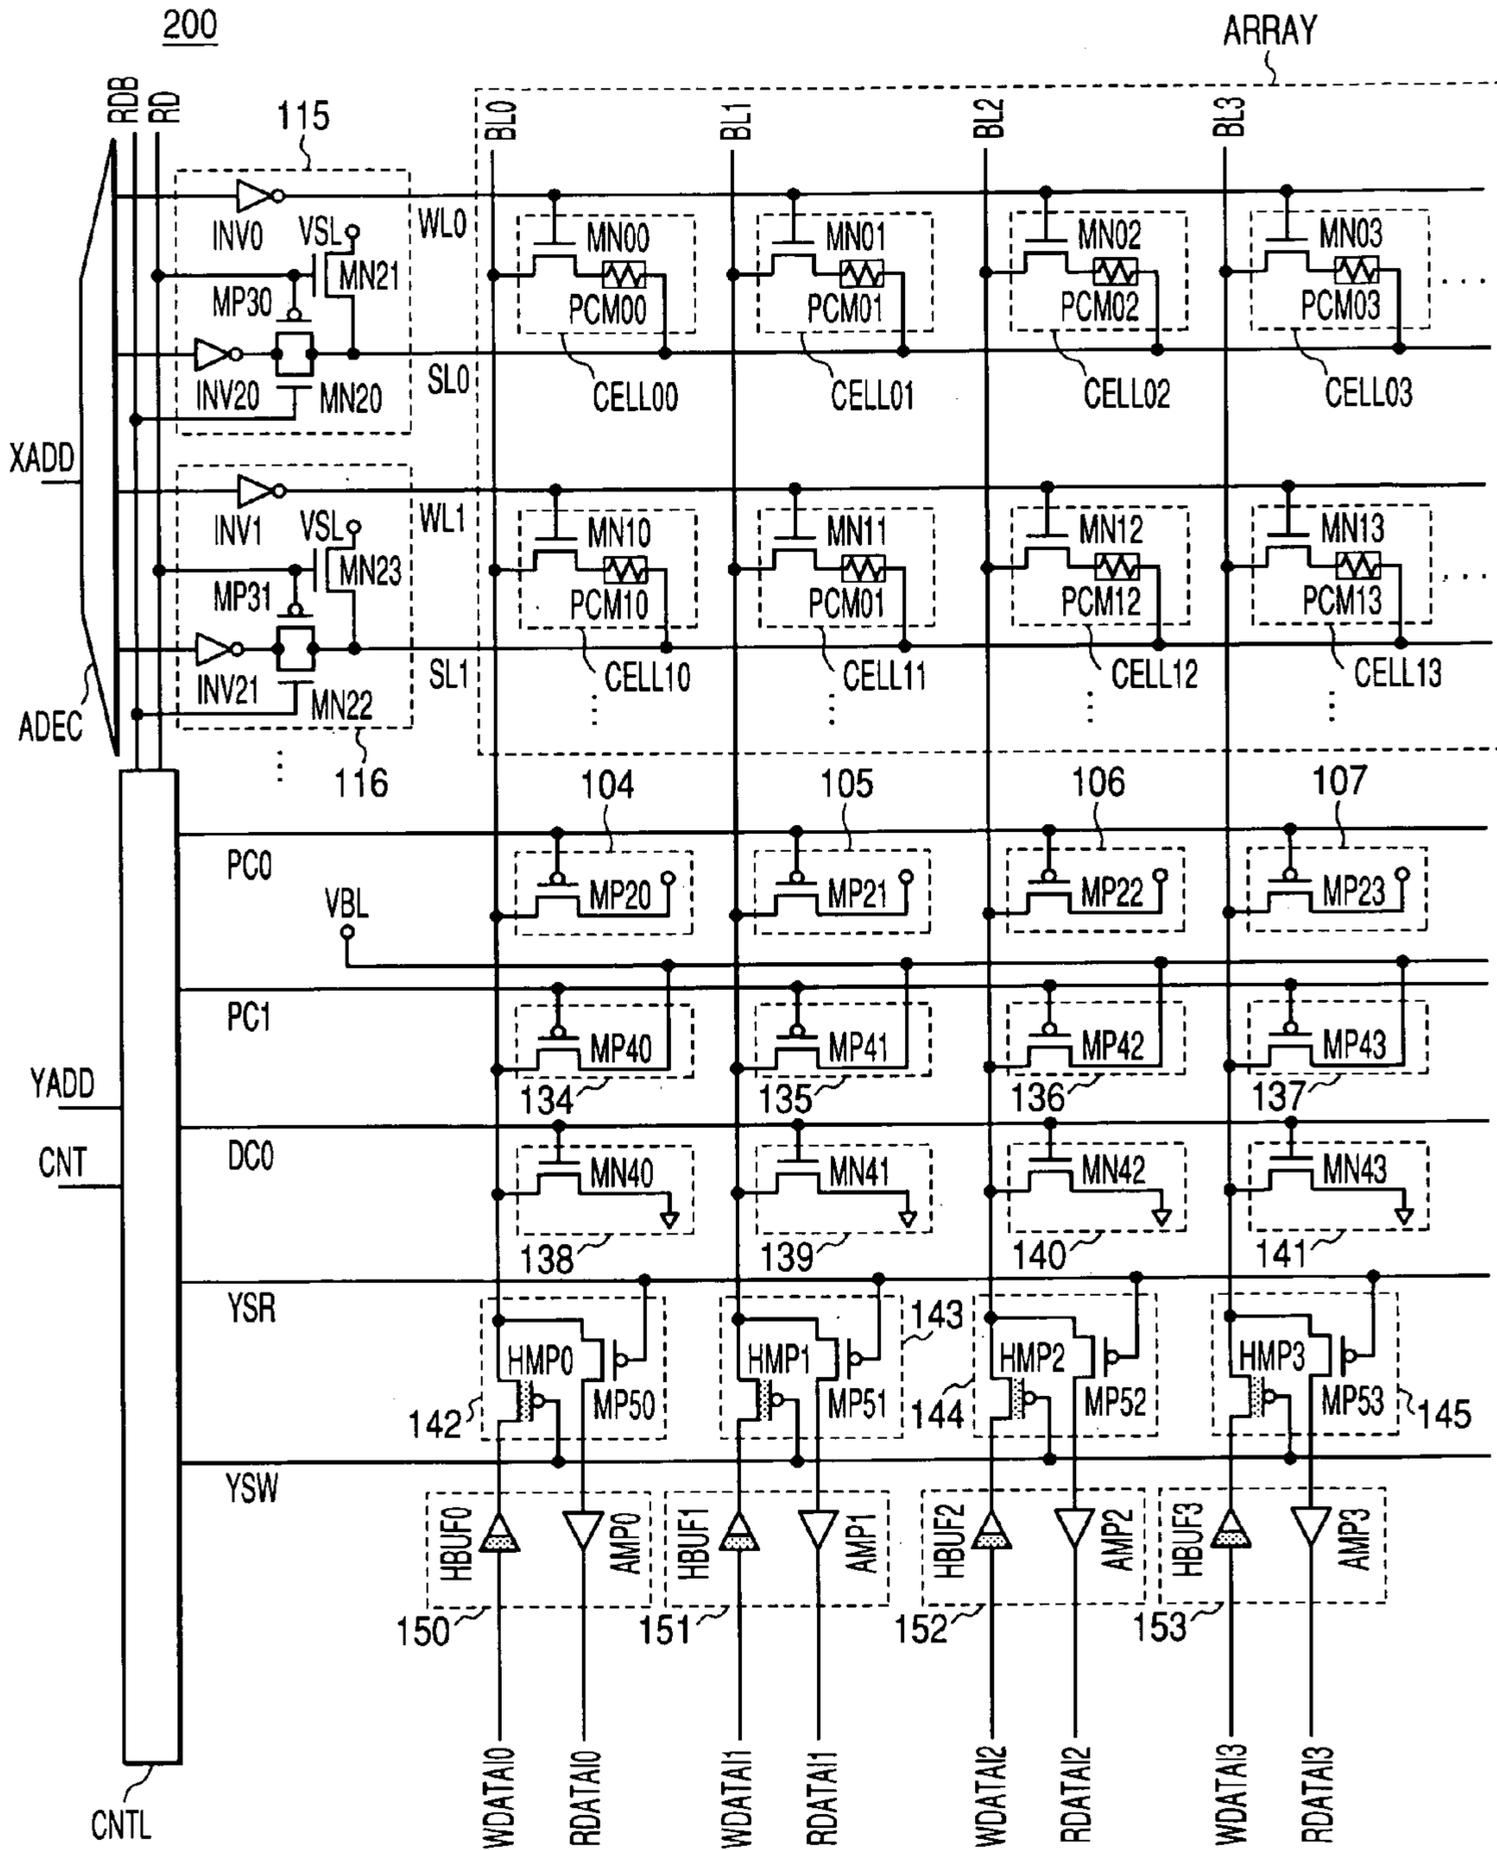 200
ARRAY
RDB
RD
115
BL0
BL1
BL2
BL3
INV0
VSL
WL0
MN21
MP30
INV20
MN20
SL0
MN00
PCM00
CELL00
MN01
PCM01
CELL01
MN02
PCM02
CELL02
MN03
PCM03
CELL03
....
XADD
INV1
VSL
WL1
MN23
MP31
INV21
MN22
SL1
MN10
PCM10
CELL10
MN11
PCM01
CELL11
MN12
PCM12
CELL12
MN13
PCM13
CELL13
....
ADEC
116
104
105
106
107
PC0
MP20
MP21
MP22
MP23
VBL
PC1
MP40
MP41
MP42
MP43
134
135
136
137
YADD
CNT
DC0
MN40
MN41
MN42
MN43
138
139
140
141
YSR
HMP0
MP50
142
HMP1
MP51
143
HMP2
MP52
144
HMP3
MP53
145
YSW
HBUF0
AMP0
HBUF1
AMP1
HBUF2
AMP2
HBUF3
AMP3
150
151
152
153
WDATAI0
RDATAI0
WDATAI1
RDATAI1
WDATAI2
RDATAI2
WDATAI3
RDATAI3
CNTL